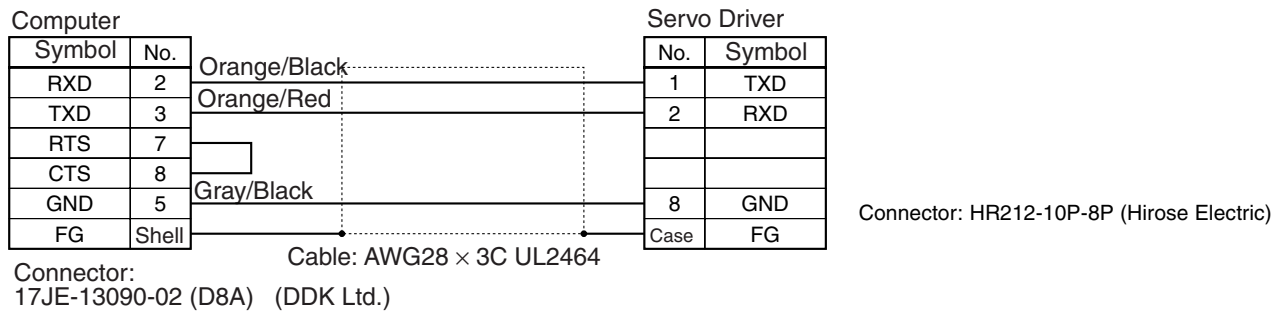 Computer
Servo Driver
Symbol No.
No. Symbol
Orange/Black
RXD 2
1 TXD
Orange/Red
TXD 3
2 RXD
RTS 7
CTS 8
Gray/Black
GND 5
8 GND
Connector: HR212-10P-8P (Hirose Electric)
FG Shell
Case FG
Cable: AWG28 × 3C UL2464
Connector:
17JE-13090-02 (D8A) (DDK Ltd.)